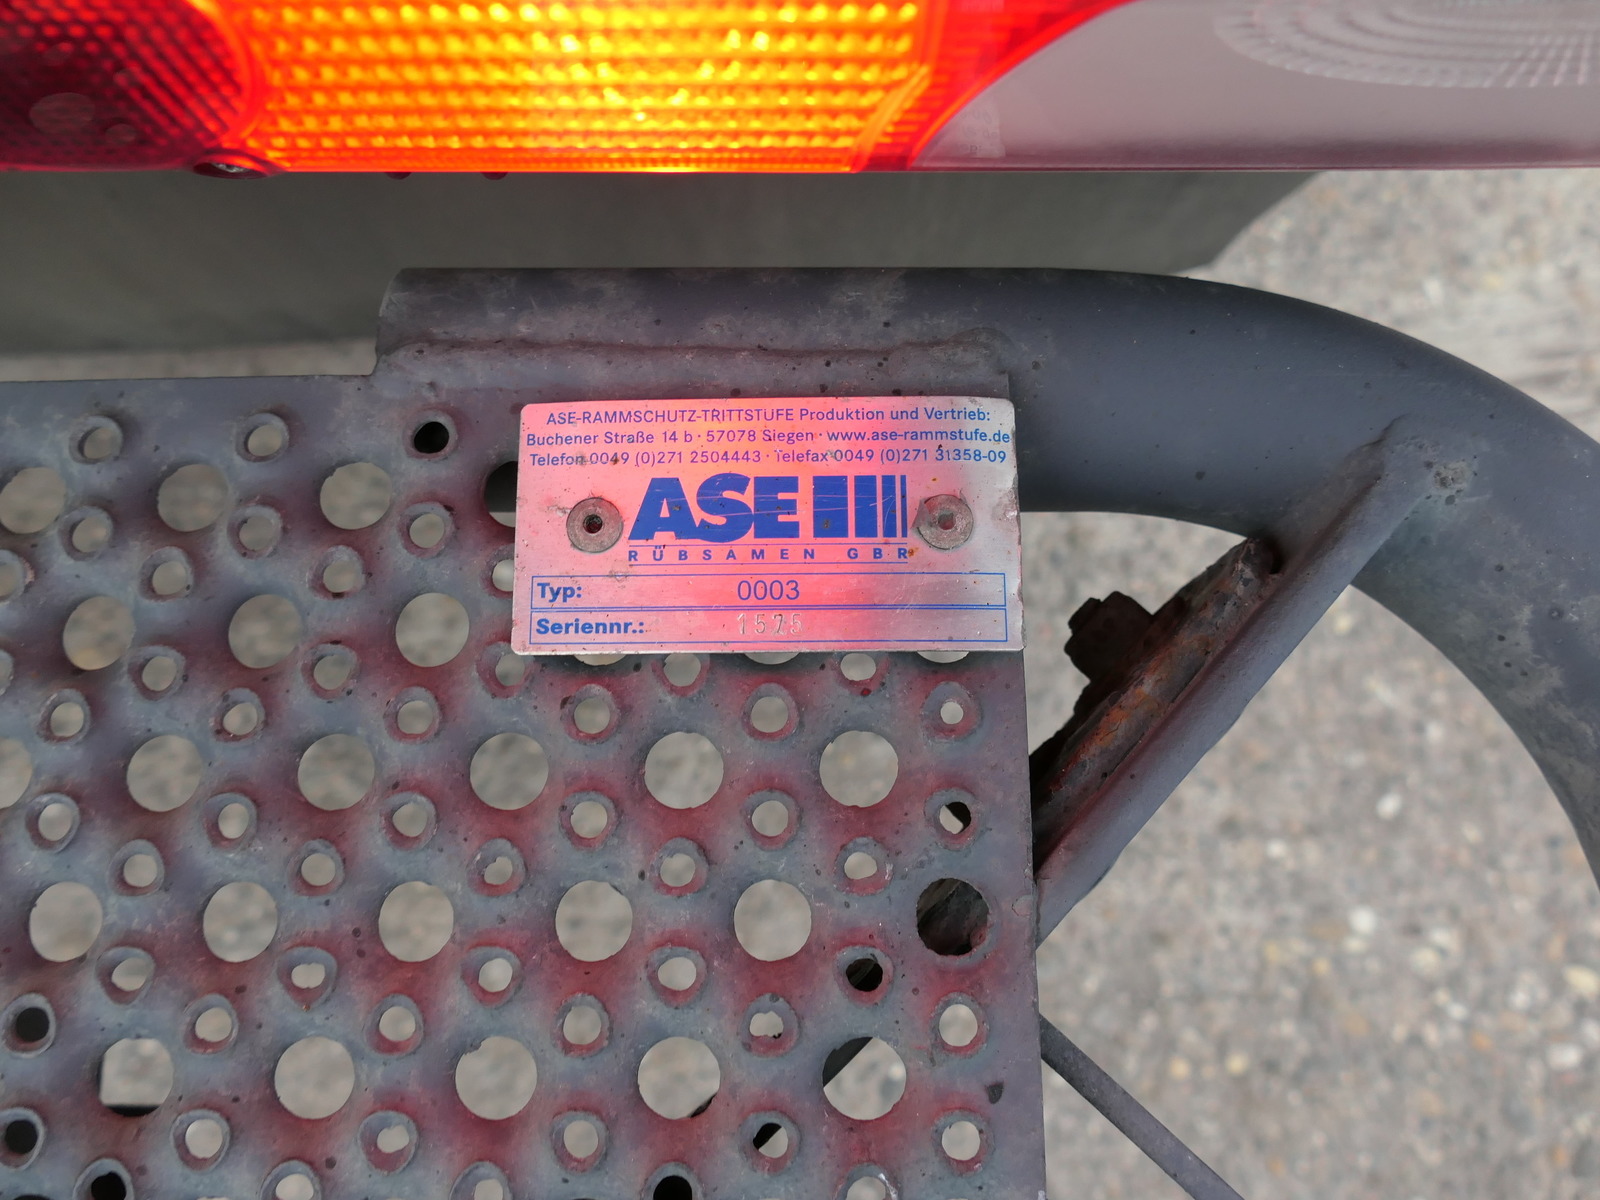 ASE-RAMMSCHUTZ-TRITTSTUFE Produktion und Vertrieb:
Buchener Straße 14 b · 57078 Siegen · www.ase-rammstufe.de
Telefon 0049 (0)271 2504443 · Telefax 0049 (0)271 31358-09
ASE
RÜBSAMEN GBR
Typ: 0003
Seriennr.: 1525